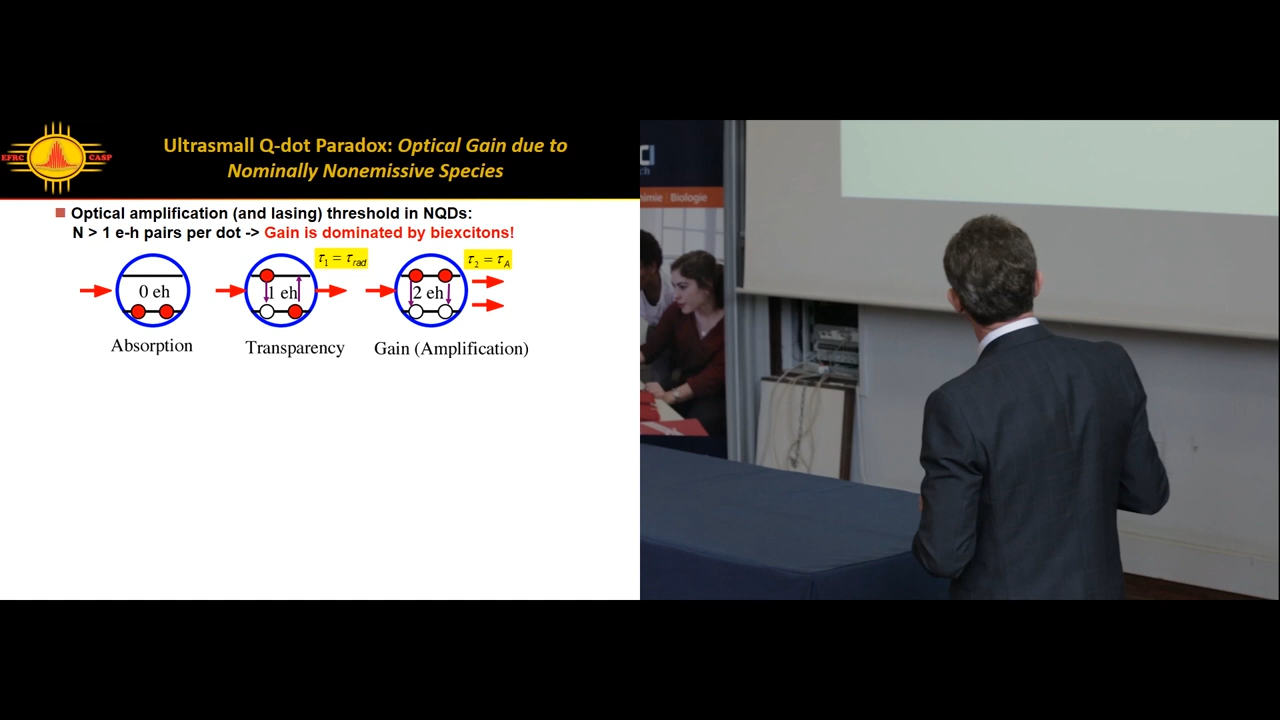 EFRC CASP
Ultrasmall Q-dot Paradox: Optical Gain due to
Nominally Nonemissive Species
Optical amplification (and lasing) threshold in NQDs:
N > 1 e-h pairs per dot -> Gain is dominated by biexcitons!
τ1 = τrad
τ2 = τA
0 eh
1 eh
2 eh
Absorption
Transparency
Gain (Amplification)
imie | Biologie